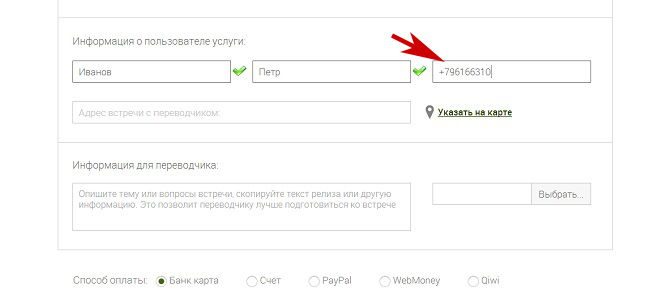 Информация о пользователе услуги:
Иванов Петр +796166310
Адрес встречи с переводчиком: Указать на карте
Информация для переводчика:
Опишите тему или вопросы встречи, скопируйте текст релиза или другую
информацию. Это позволит переводчику лучше подготовиться ко встрече
Выбрать...
Способ оплаты: Банк карта Счет PayPal WebMoney Qiwi